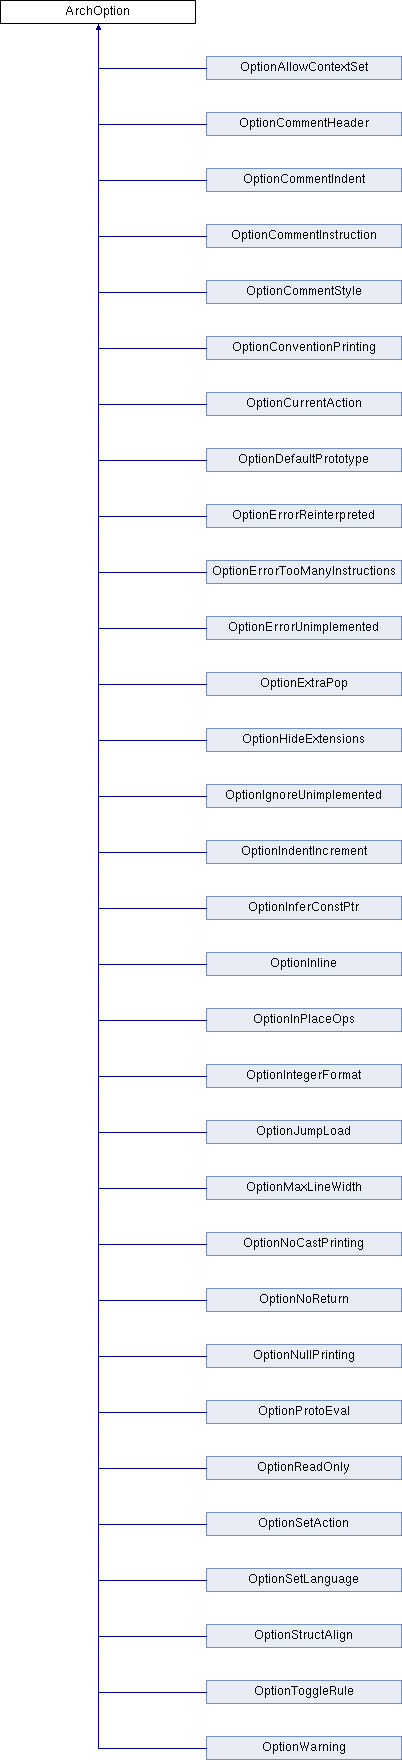 ArchOption
OptionAllowContextSet
OptionCommentHeader
OptionCommentIndent
OptionCommentInstruction
OptionCommentStyle
OptionConventionPrinting
OptionCurrentAction
OptionDefaultPrototype
OptionErrorReinterpreted
OptionErrorTooManyInstructions
OptionErrorUnimplemented
OptionExtraPop
OptionHideExtensions
OptionIgnoreUnimplemented
OptionIndentIncrement
OptionInferConstPtr
OptionInline
OptionInPlaceOps
OptionIntegerFormat
OptionJumpLoad
OptionMaxLineWidth
OptionNoCastPrinting
OptionNoReturn
OptionNullPrinting
OptionProtoEval
OptionReadOnly
OptionSetAction
OptionSetLanguage
OptionStructAlign
OptionToggleRule
OptionWarning